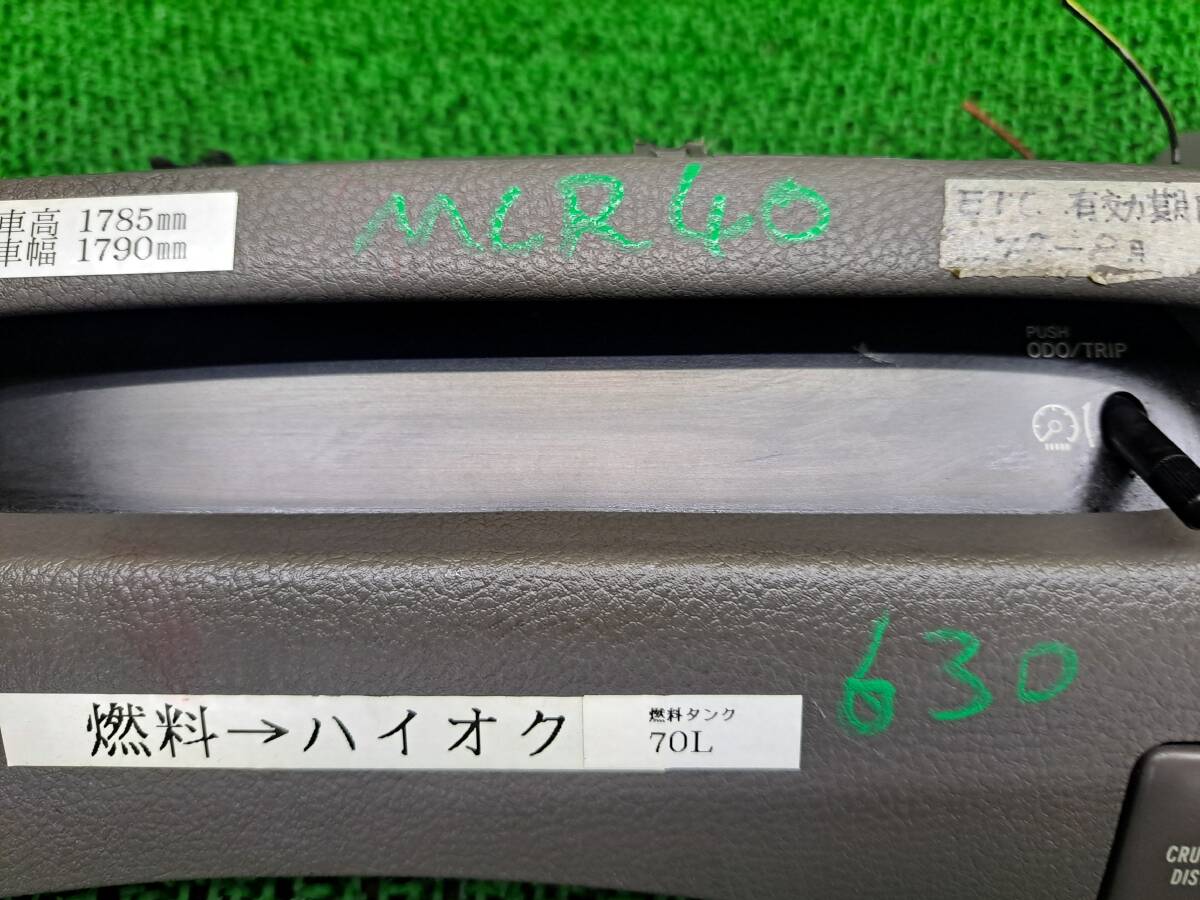 車高 1785mm
車幅 1790mm
MCR40
ETC 有効期
PUSH
ODO/TRIP
630
燃料→ハイオク
燃料タンク
70L
CRU
DIS